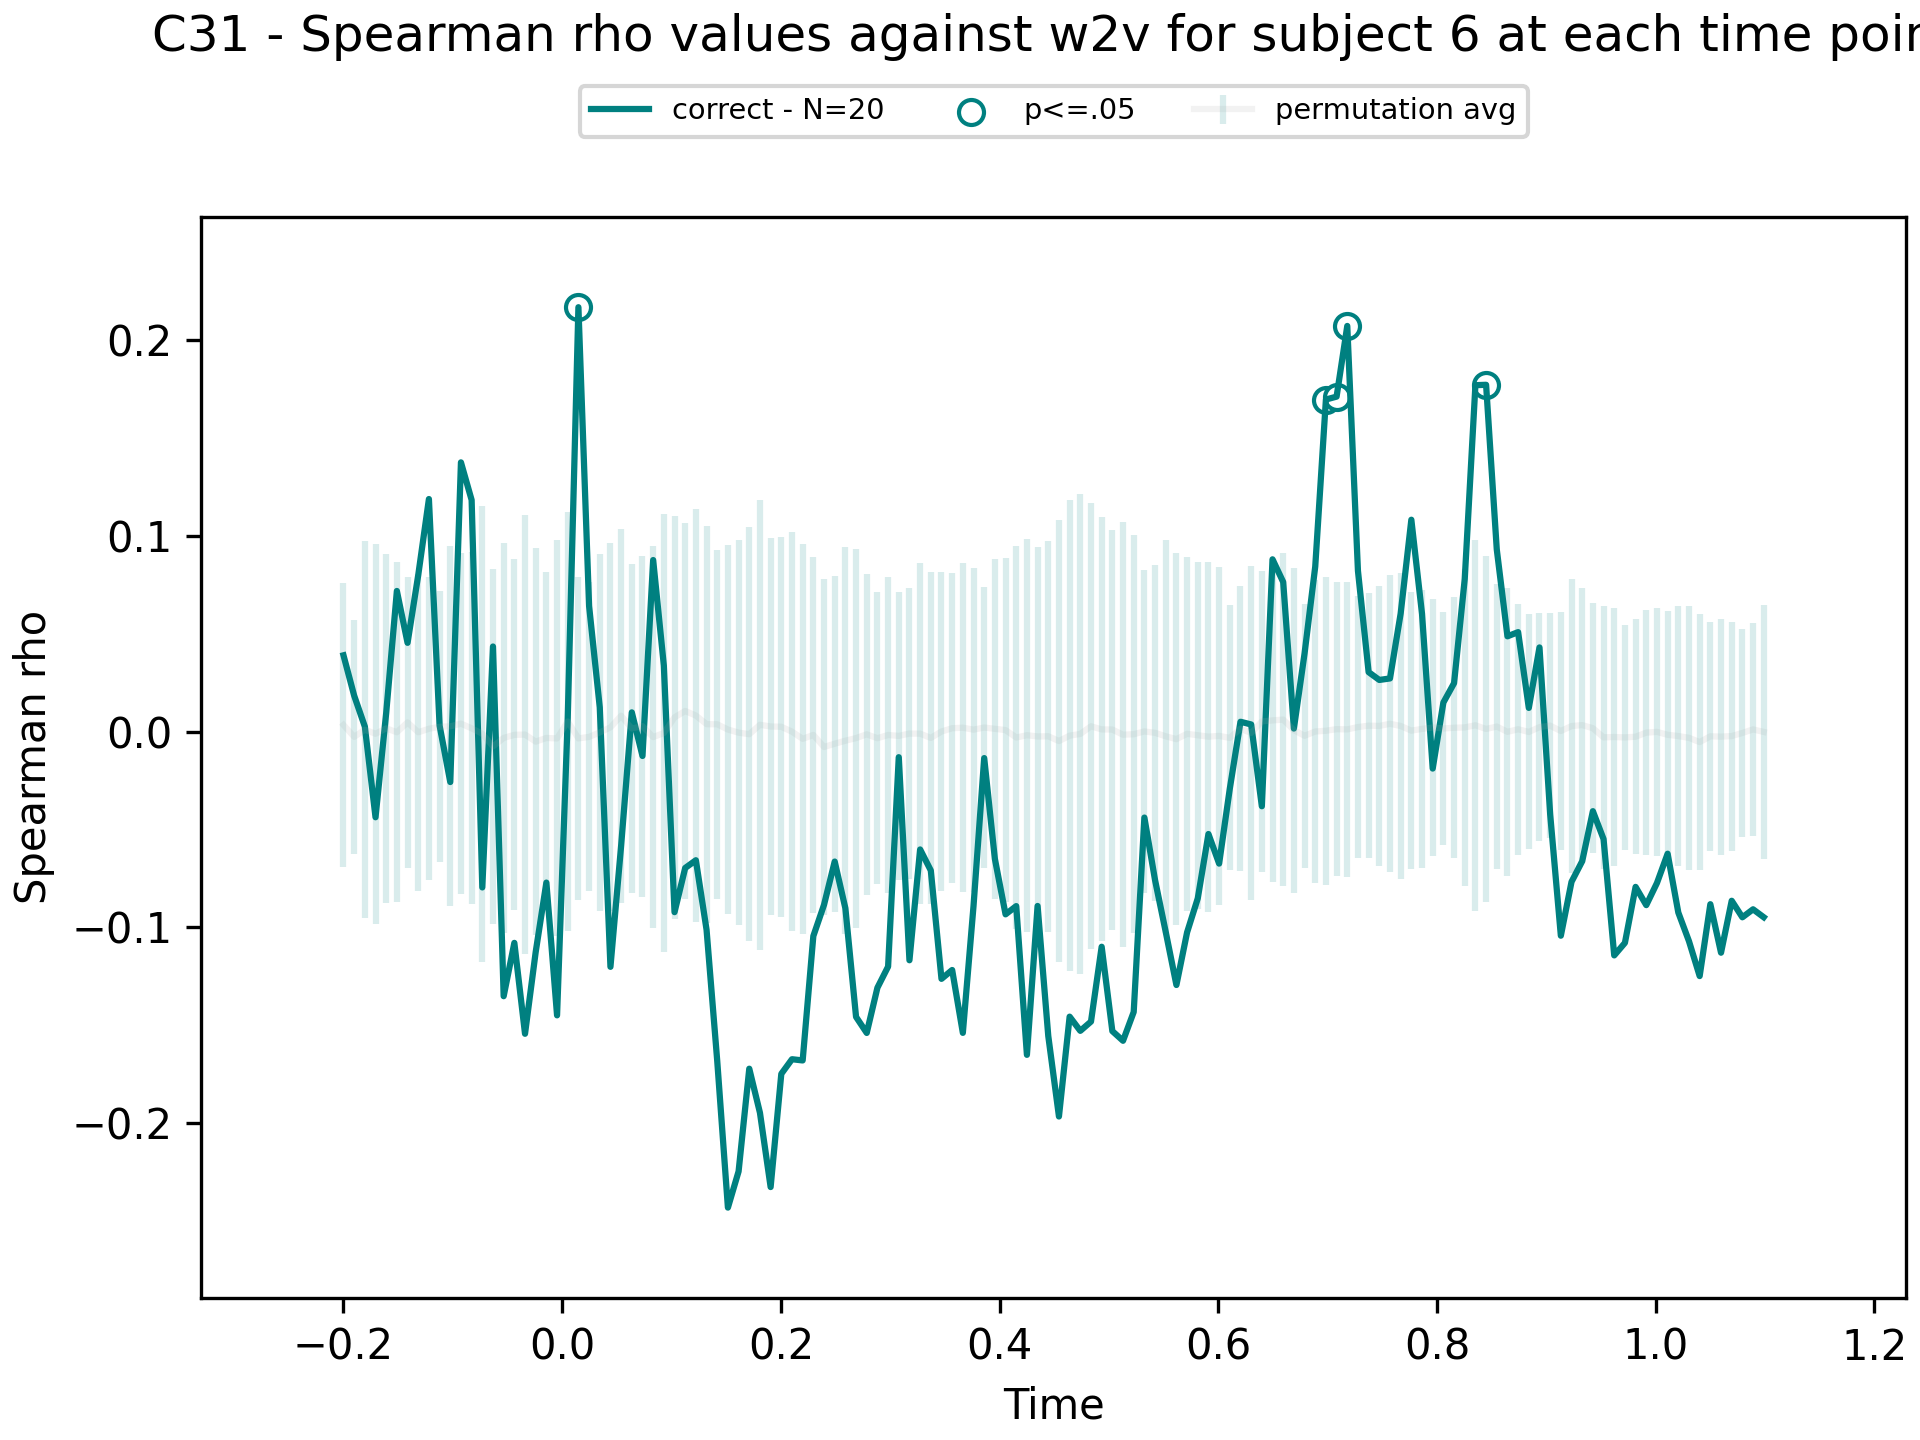 C31 - Spearman rho values against w2v for subject 6 at each time poin
correct - N=20 p<=.05 permutation avg
Spearman rho
0.2
0.1
0.0
−0.1
−0.2
−0.2 0.0 0.2 0.4 0.6 0.8 1.0 1.2
Time